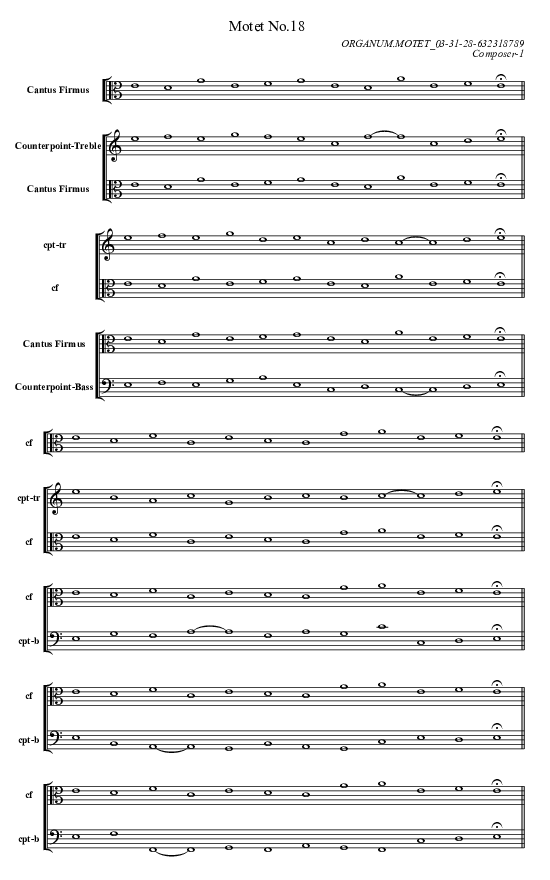 Motet No.18
ORGANUM.MOTET_03-31-28-632318789
Composer-1
Cantus Firmus
Counterpoint-Treble
Cantus Firmus
cpt-tr
cf
Cantus Firmus
Counterpoint-Bass
cf
cpt-tr
cf
cf
cpt-b
cf
cpt-b
cf
cpt-b